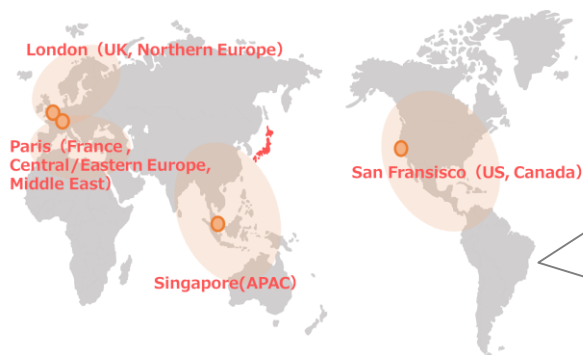 London（UK, Northern Europe）
Paris（France ,
Central/Eastern Europe,
Middle East）
San Fransisco（US, Canada）
Singapore(APAC）